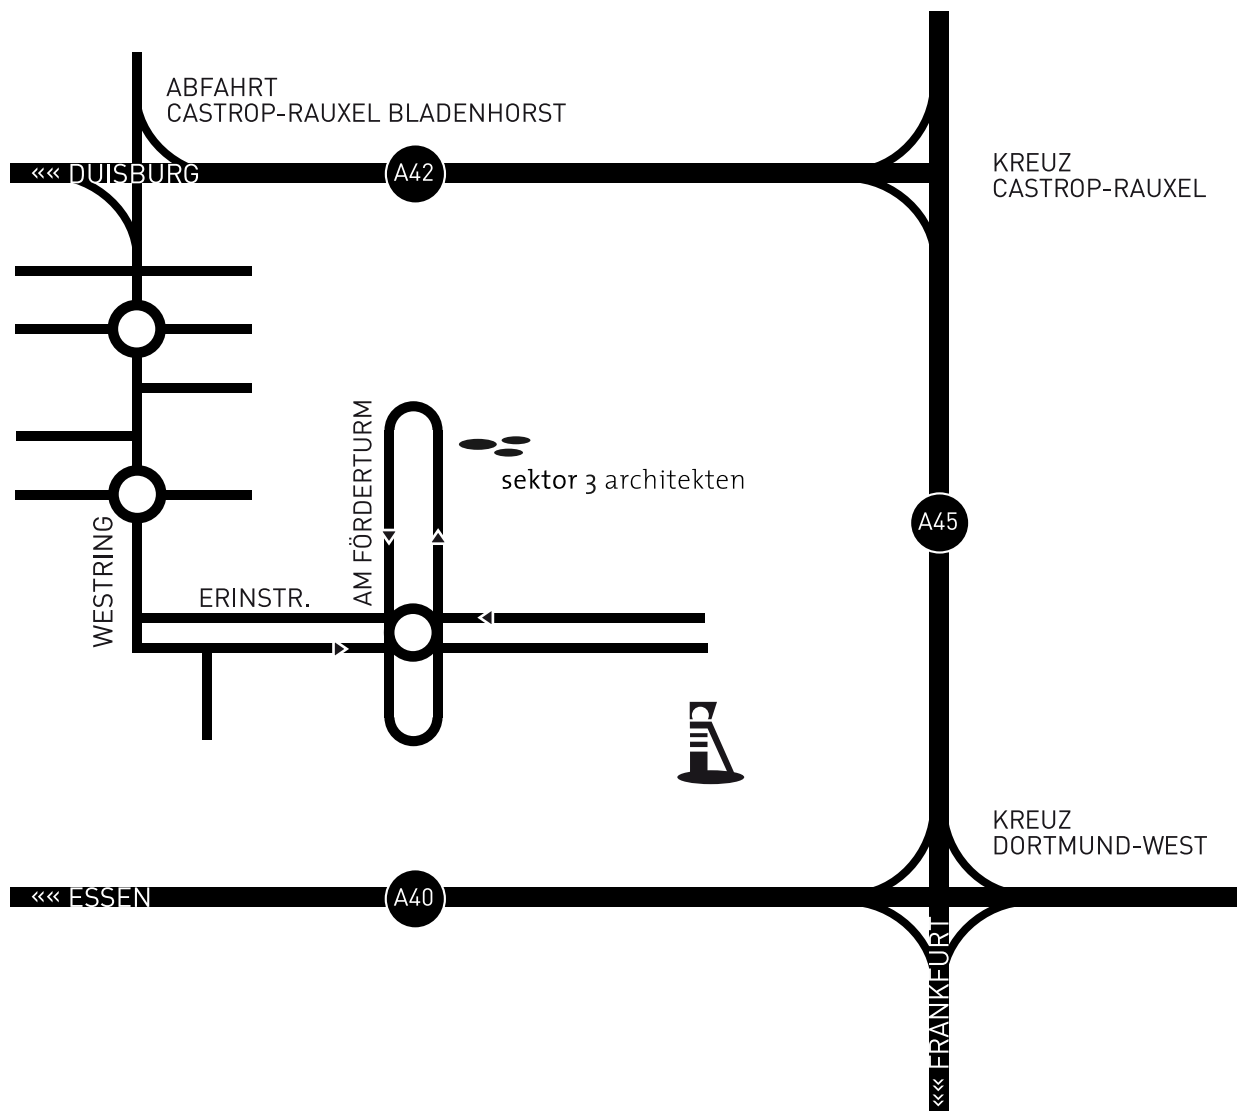 ABFAHRT
CASTROP-RAUXEL BLADENHORST
KREUZ
CASTROP-RAUXEL
‹‹‹‹ DUISBURG
A42
AM FÖRDERTURM
sektor 3 architekten
A45
WESTRING
ERINSTR.
KREUZ
DORTMUND-WEST
‹‹‹‹ ESSEN
A40
‹‹‹‹ FRANKFURT